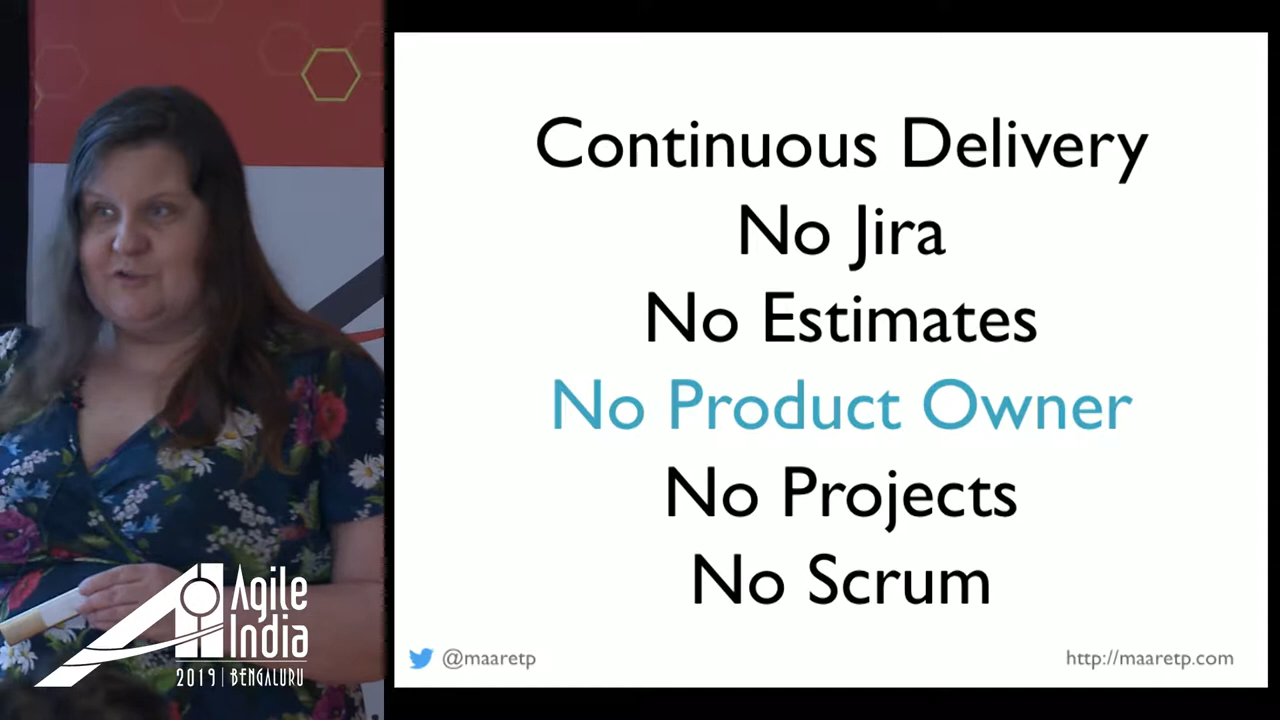 Continuous Delivery
No Jira
No Estimates
No Product Owner
No Projects
No Scrum
@maaretp
http://maaretp.com
Agile
India
2019 | BENGALURU